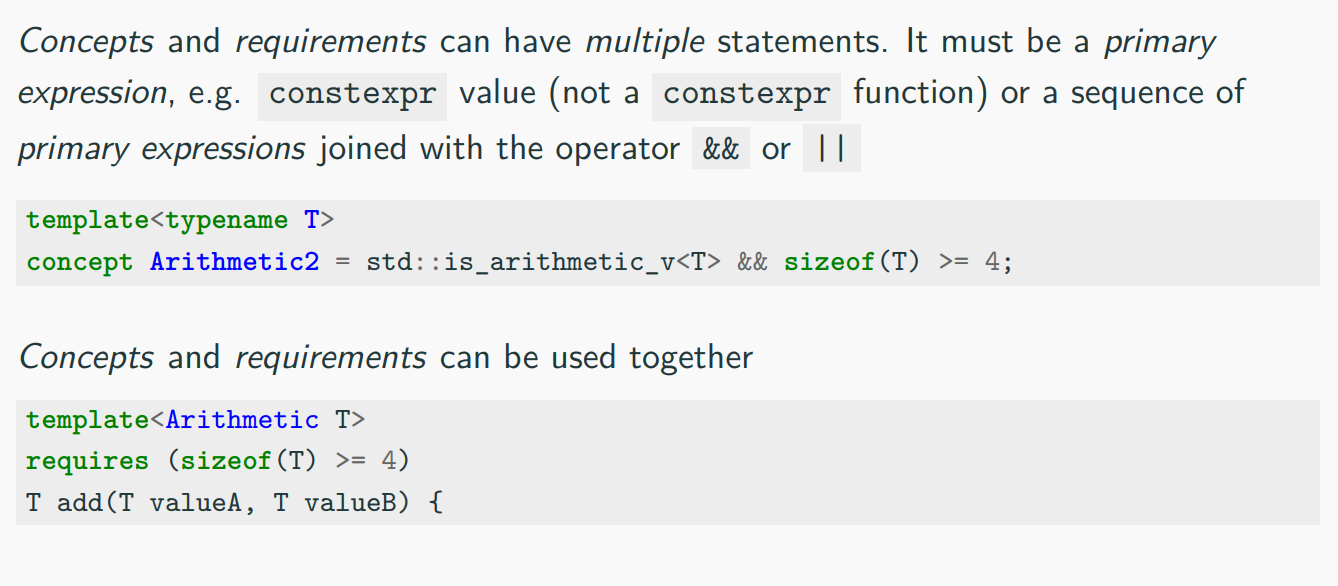 Concepts and requirements can have multiple statements. It must be a primary
expression, e.g. constexpr value (not a constexpr function) or a sequence of
primary expressions joined with the operator && or ||
template<typename T>
concept Arithmetic2 = std::is_arithmetic_v<T> && sizeof(T) >= 4;
Concepts and requirements can be used together
template<Arithmetic T>
requires (sizeof(T) >= 4)
T add(T valueA, T valueB) {